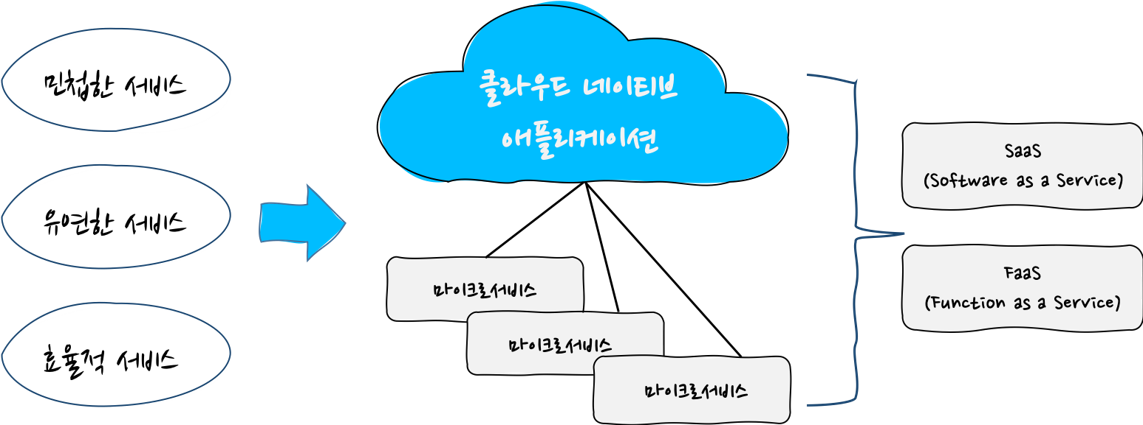 민첩한 서비스
유연한 서비스
효율적 서비스
클라우드 네이티브
애플리케이션
마이크로서비스
마이크로서비스
마이크로서비스
SaaS
(Software as a Service)
FaaS
(Function as a Service)